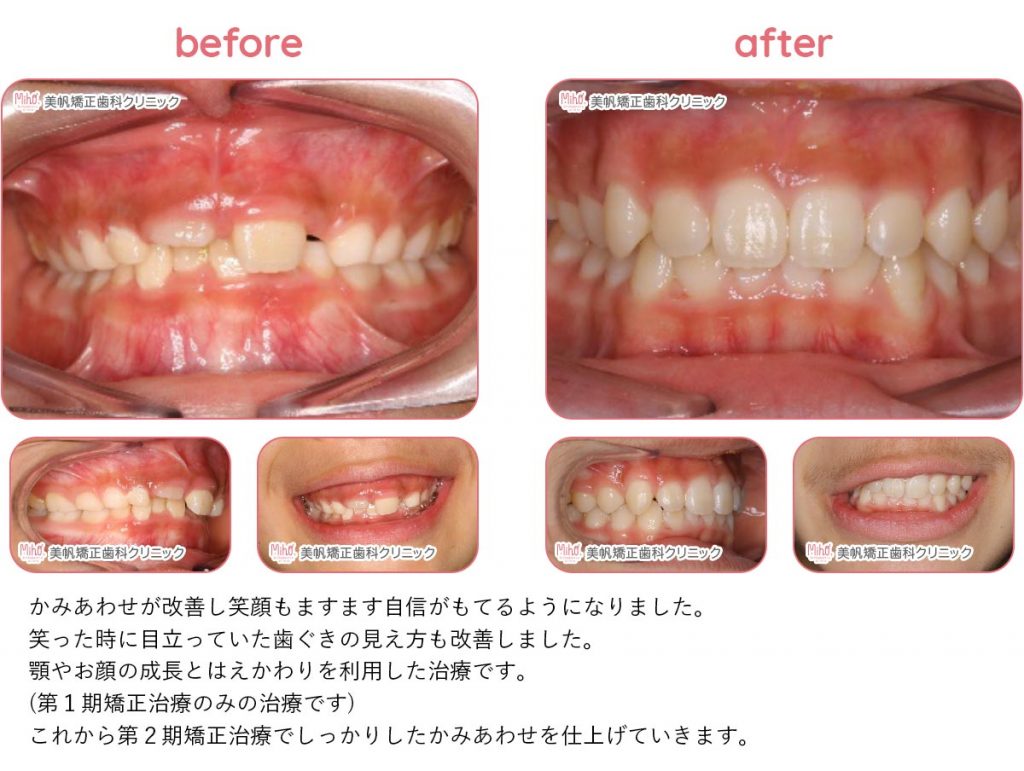 before
after
Miho 美帆矯正歯科クリニック
Miho 美帆矯正歯科クリニック
Miho 美帆矯正歯科クリニック
Miho 美帆矯正歯科クリニック
Miho 美帆矯正歯科クリニック
Miho 美帆矯正歯科クリニック
かみあわせが改善し笑顔もますます自信がもてるようになりました。
笑った時に目立っていた歯ぐきの見え方も改善しました。
顎やお顔の成長とはえかわりを利用した治療です。
(第１期矯正治療のみの治療です)
これから第２期矯正治療でしっかりしたかみあわせを仕上げていきます。